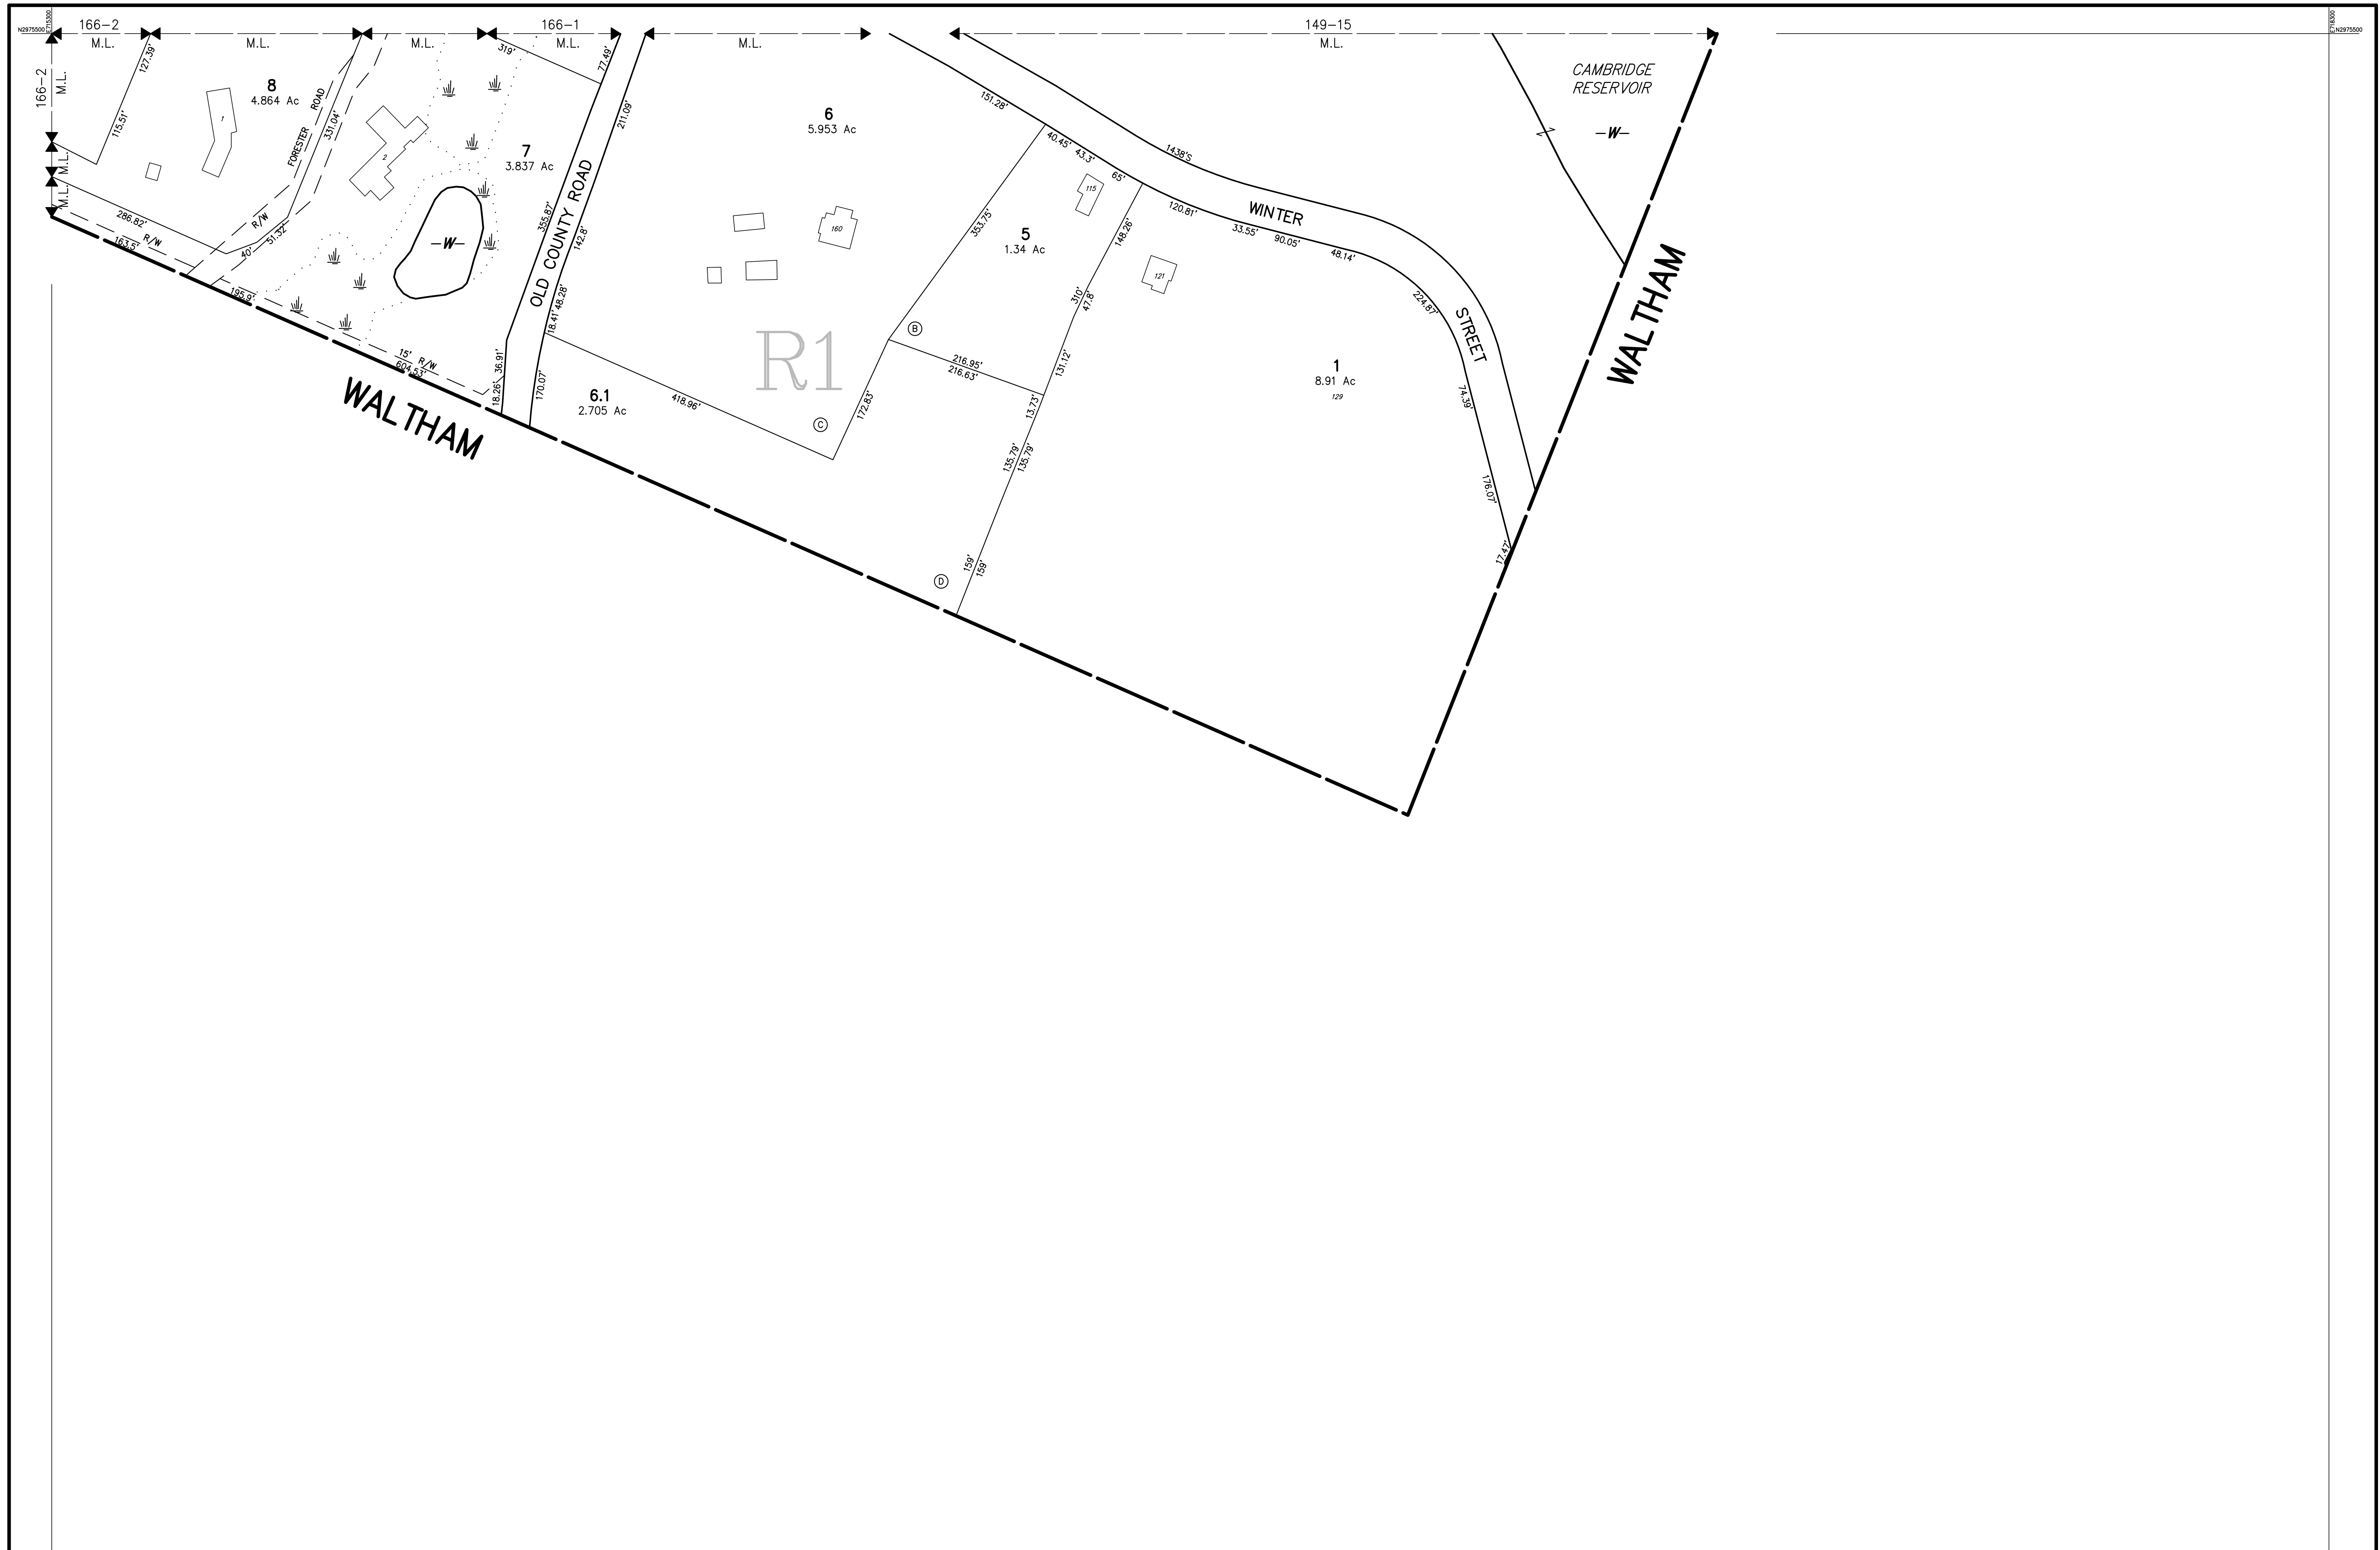 166-2
166-1
149-15
N2975500
E715300
E718300
N2975500
M.L.
M.L.
M.L.
M.L.
M.L.
M.L.
166-2
M.L.
M.L.
M.L.
127.39'
115.51'
8
4.864 Ac
1
FORESTER ROAD
331.04'
R/W
286.82'
R/W
163.5'
40'
51.32'
195.9'
2
319'
77.49'
7
3.837 Ac
-W-
355.87'
OLD COUNTY ROAD
211.09'
142.8'
48.28'
18.41'
36.91'
18.26'
170.07'
15' R/W
604.53'
WALTHAM
6
5.953 Ac
160
R1
6.1
2.705 Ac
418.96'
C
172.83'
B
151.28'
40.45'
43.3'
65'
353.75'
115
5
1.34 Ac
148.26'
310'
47.8'
131.12'
216.95'
216.63'
13.73'
135.79'
135.79'
159'
159'
D
1438'S
120.81'
33.55'
90.05'
48.14'
WINTER
STREET
121
224.87'
74.39'
176.07'
17.47'
1
8.91 Ac
129
CAMBRIDGE
RESERVOIR
-W-
WALTHAM